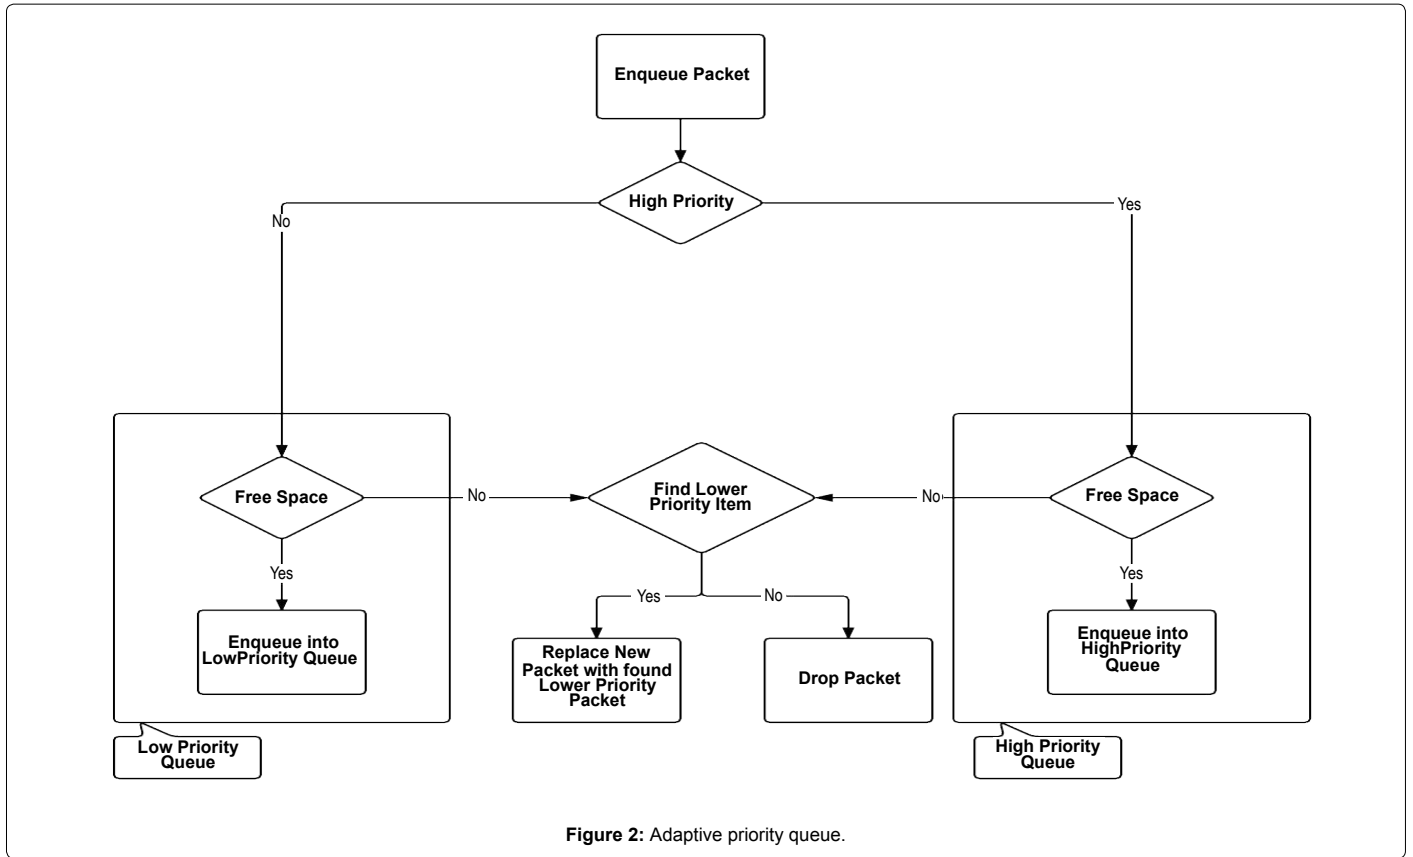 Enqueue Packet
High Priority
No
Yes
Free Space
No
Find Lower
Priority Item
No
Free Space
Yes
Yes
No
Yes
Enqueue into
LowPriority Queue
Replace New
Packet with found
Lower Priority
Packet
Drop Packet
Enqueue into
HighPriority
Queue
Low Priority
Queue
High Priority
Queue
Figure 2: Adaptive priority queue.